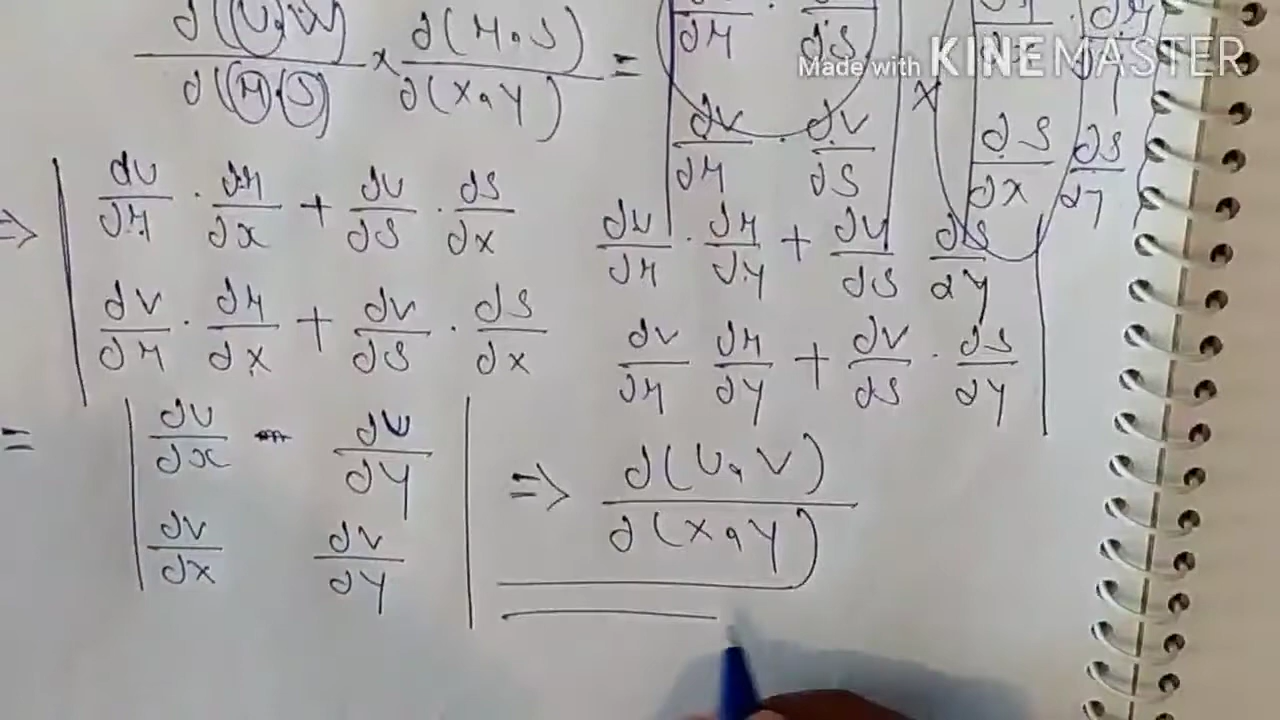 ∂(U,V)/∂(r,s) × ∂(r,s)/∂(x,y) = | ∂r · ∂s | × | ∂x · ∂r/∂y |
| ∂v/∂r · ∂v/∂s | | ∂s/∂x ∂s/∂y |
Made with KINEMASTER
⇒ | ∂U/∂r · ∂r/∂x + ∂U/∂s · ∂s/∂x ∂U/∂r · ∂r/∂y + ∂U/∂s ∂s/∂y |
| ∂v/∂r · ∂r/∂x + ∂v/∂s · ∂s/∂x ∂v/∂r ∂r/∂y + ∂v/∂s · ∂s/∂y |
= | ∂U/∂x ∂U/∂y | ⇒ ∂(U,V)/∂(x,y)
| ∂v/∂x ∂v/∂y |